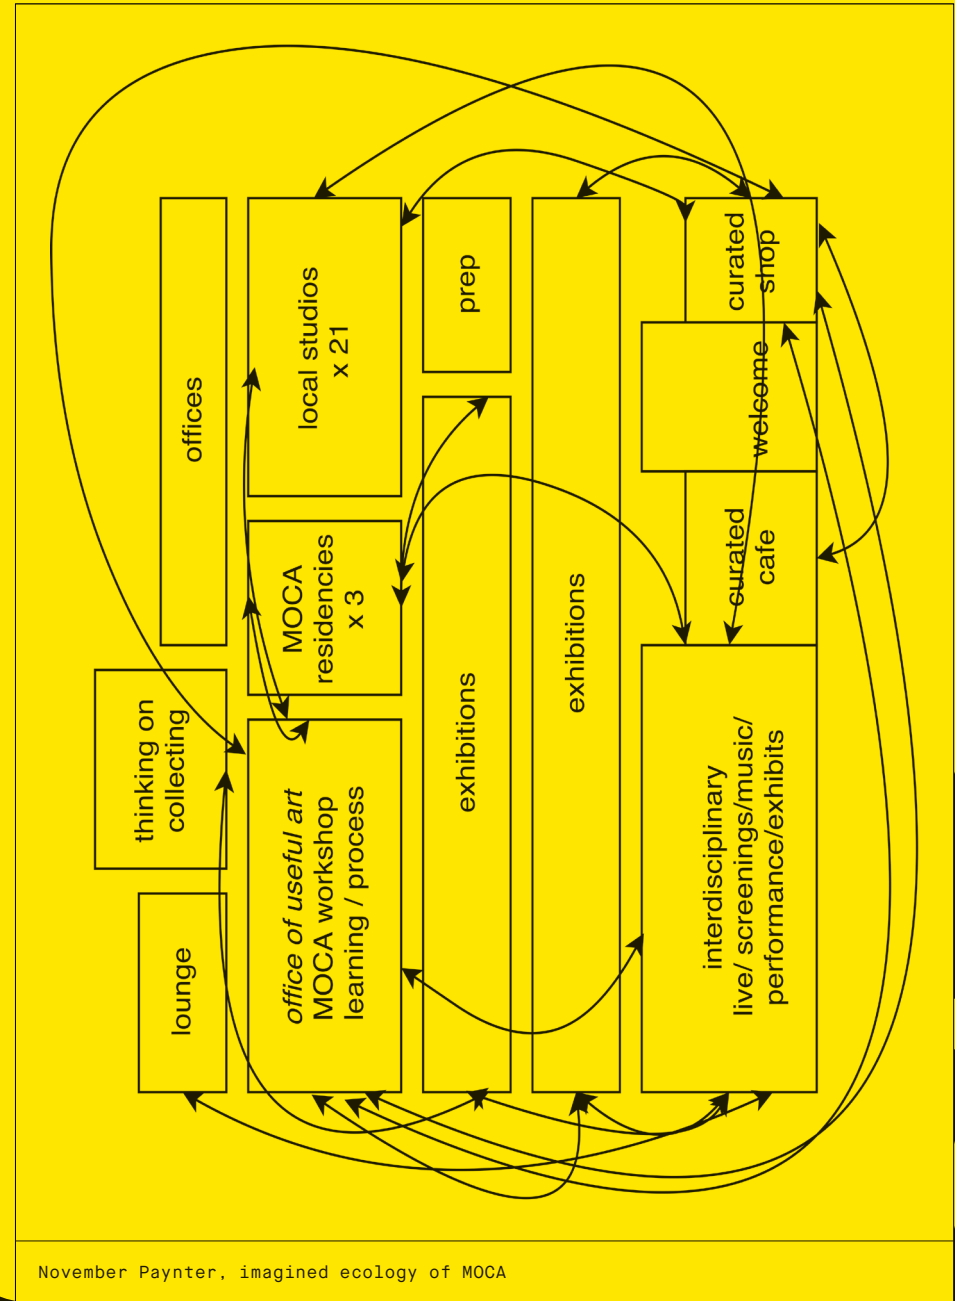 offices
local studios
x 21
prep
curated
shop
welcome
curated
cafe
MOCA
residencies
x 3
exhibitions
exhibitions
thinking on
collecting
lounge
office of useful art
MOCA workshop
learning / process
interdisciplinary
live/ screenings/music/
performance/exhibits
November Paynter, imagined ecology of MOCA